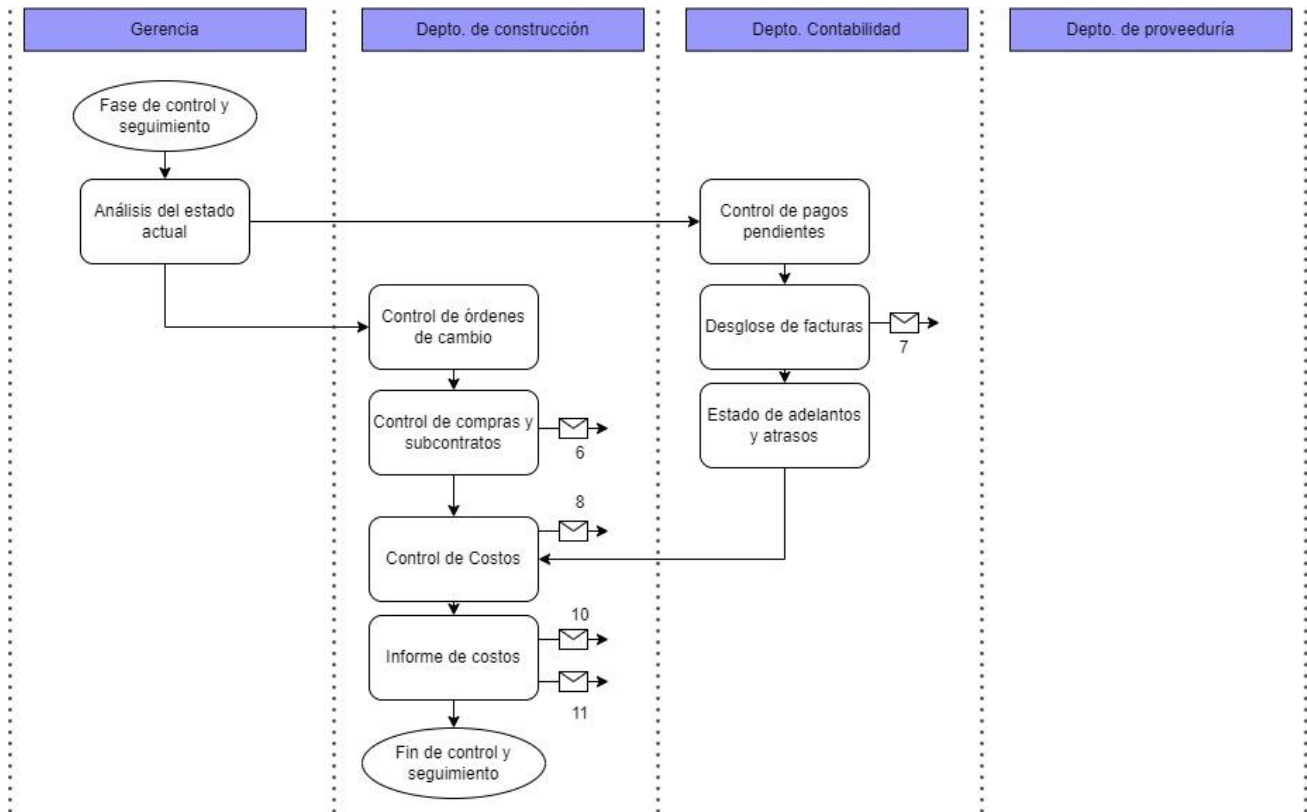 Gerencia
Depto. de construcción
Depto. Contabilidad
Depto. de proveeduría
Fase de control y
seguimiento
Análisis del estado
actual
Control de pagos
pendientes
Control de órdenes
de cambio
Desglose de facturas
7
Control de compras y
subcontratos
6
Estado de adelantos
y atrasos
8
Control de Costos
10
Informe de costos
11
Fin de control y
seguimiento